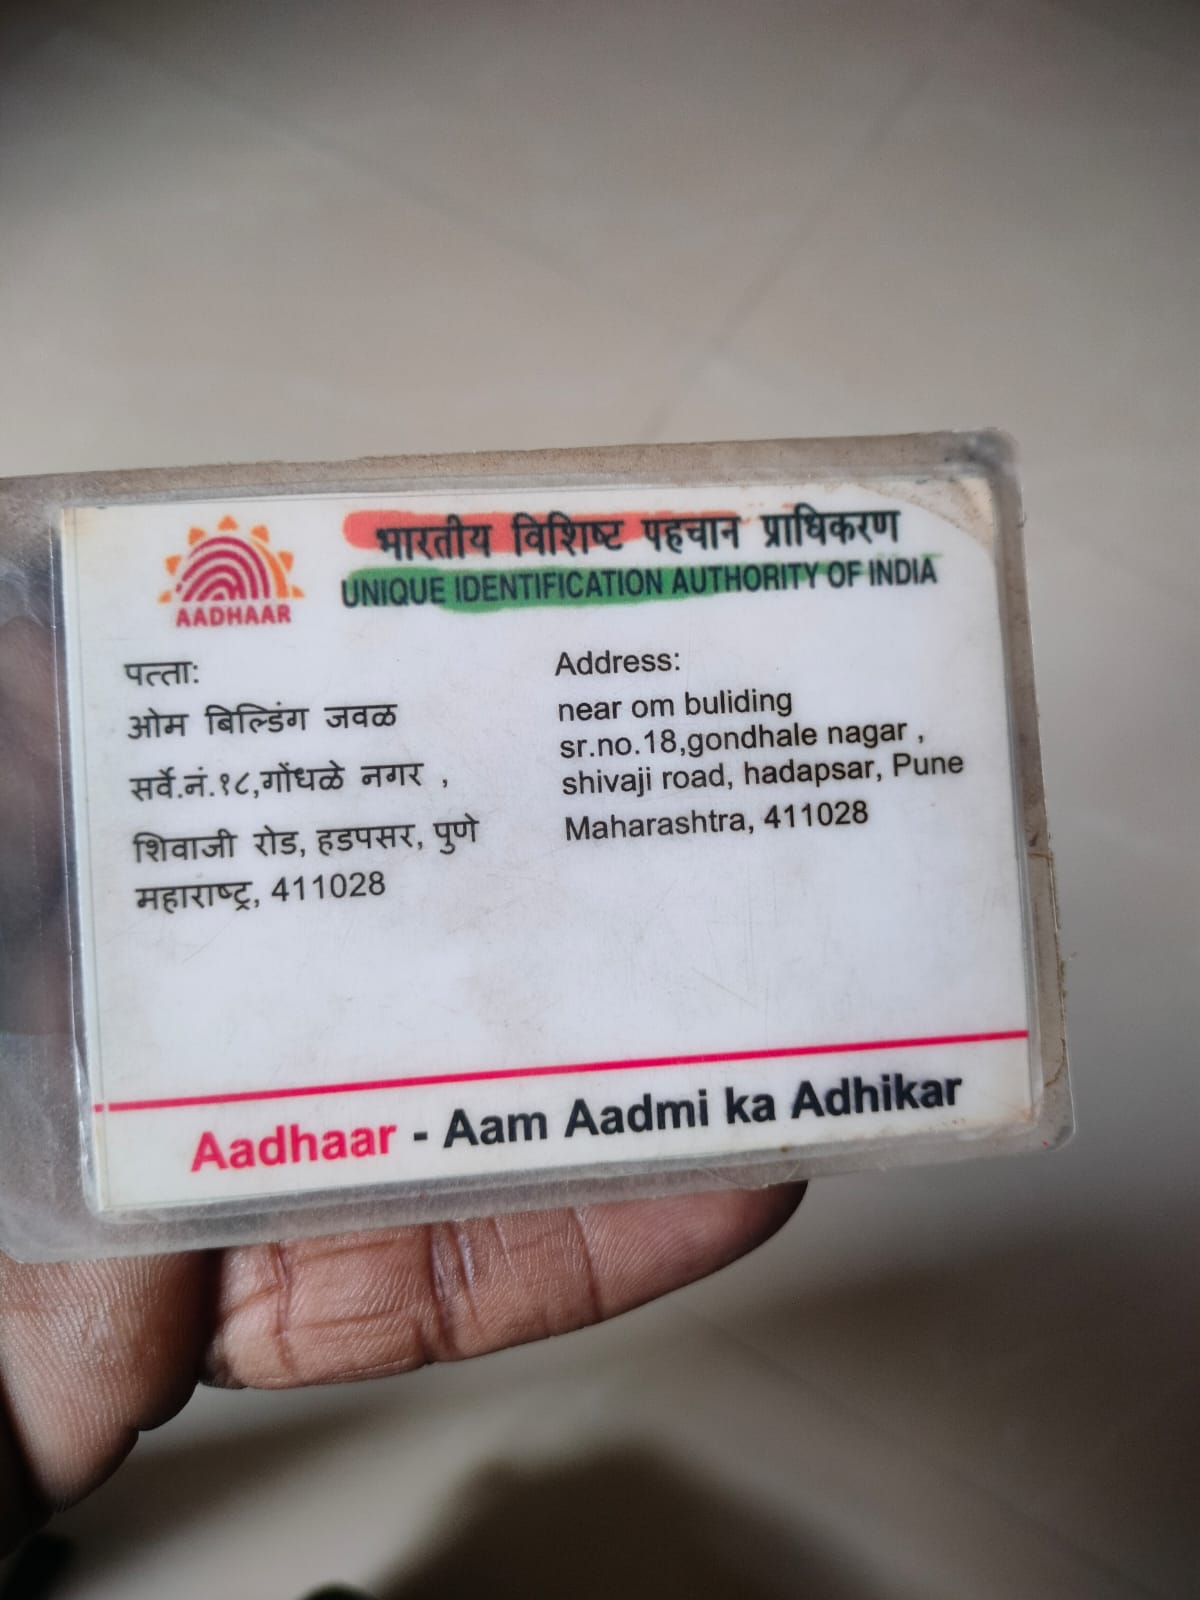 भारतीय विशिष्ट पहचान प्राधिकरण
UNIQUE IDENTIFICATION AUTHORITY OF INDIA
AADHAAR
पत्ता:
ओम बिल्डिंग जवळ
सर्वे.नं.१८,गोंधळे नगर ,
शिवाजी रोड, हडपसर, पुणे
महाराष्ट्र, 411028
Address:
near om buliding
sr.no.18,gondhale nagar ,
shivaji road, hadapsar, Pune
Maharashtra, 411028
Aadhaar - Aam Aadmi ka Adhikar